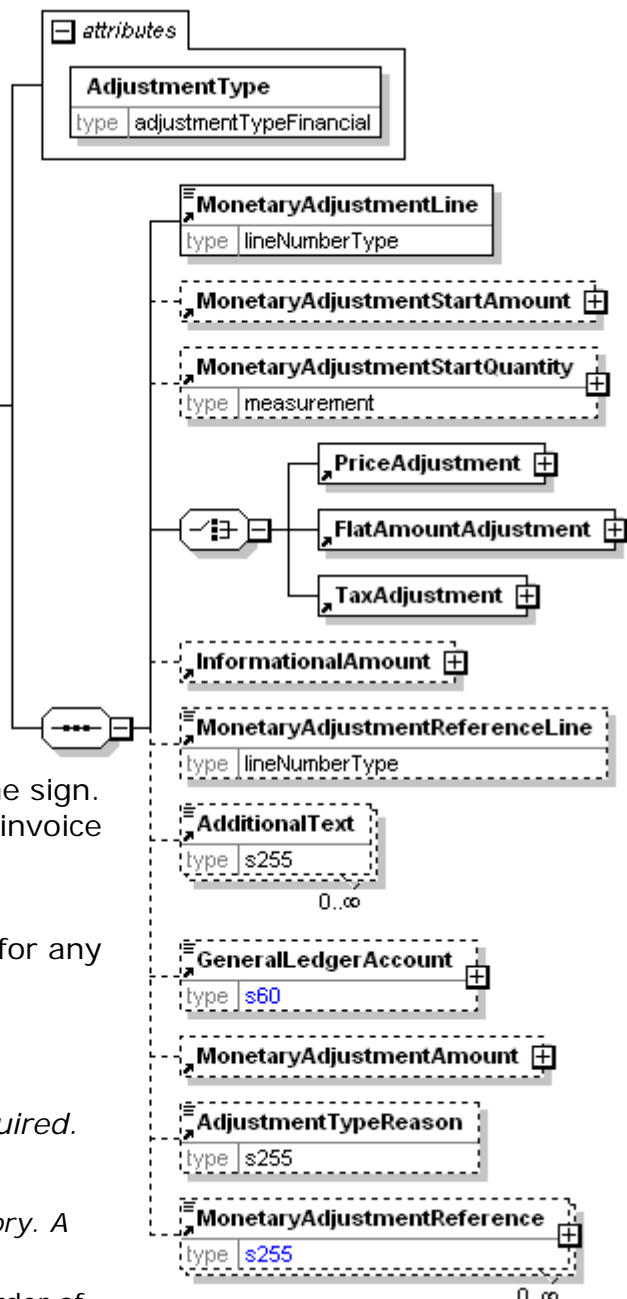 attributes
AdjustmentType
type adjustmentTypeFinancial
MonetaryAdjustmentLine
type lineNumberType
MonetaryAdjustmentStartAmount
MonetaryAdjustmentStartQuantity
type measurement
PriceAdjustment
FlatAmountAdjustment
TaxAdjustment
InformationalAmount
MonetaryAdjustmentReferenceLine
type lineNumberType
e sign.
invoice
AdditionalText
type s255
0..∞
for any
GeneralLedgerAccount
type s60
MonetaryAdjustmentAmount
uired.
AdjustmentTypeReason
type s255
ory. A
MonetaryAdjustmentReference
type s255
0..∞